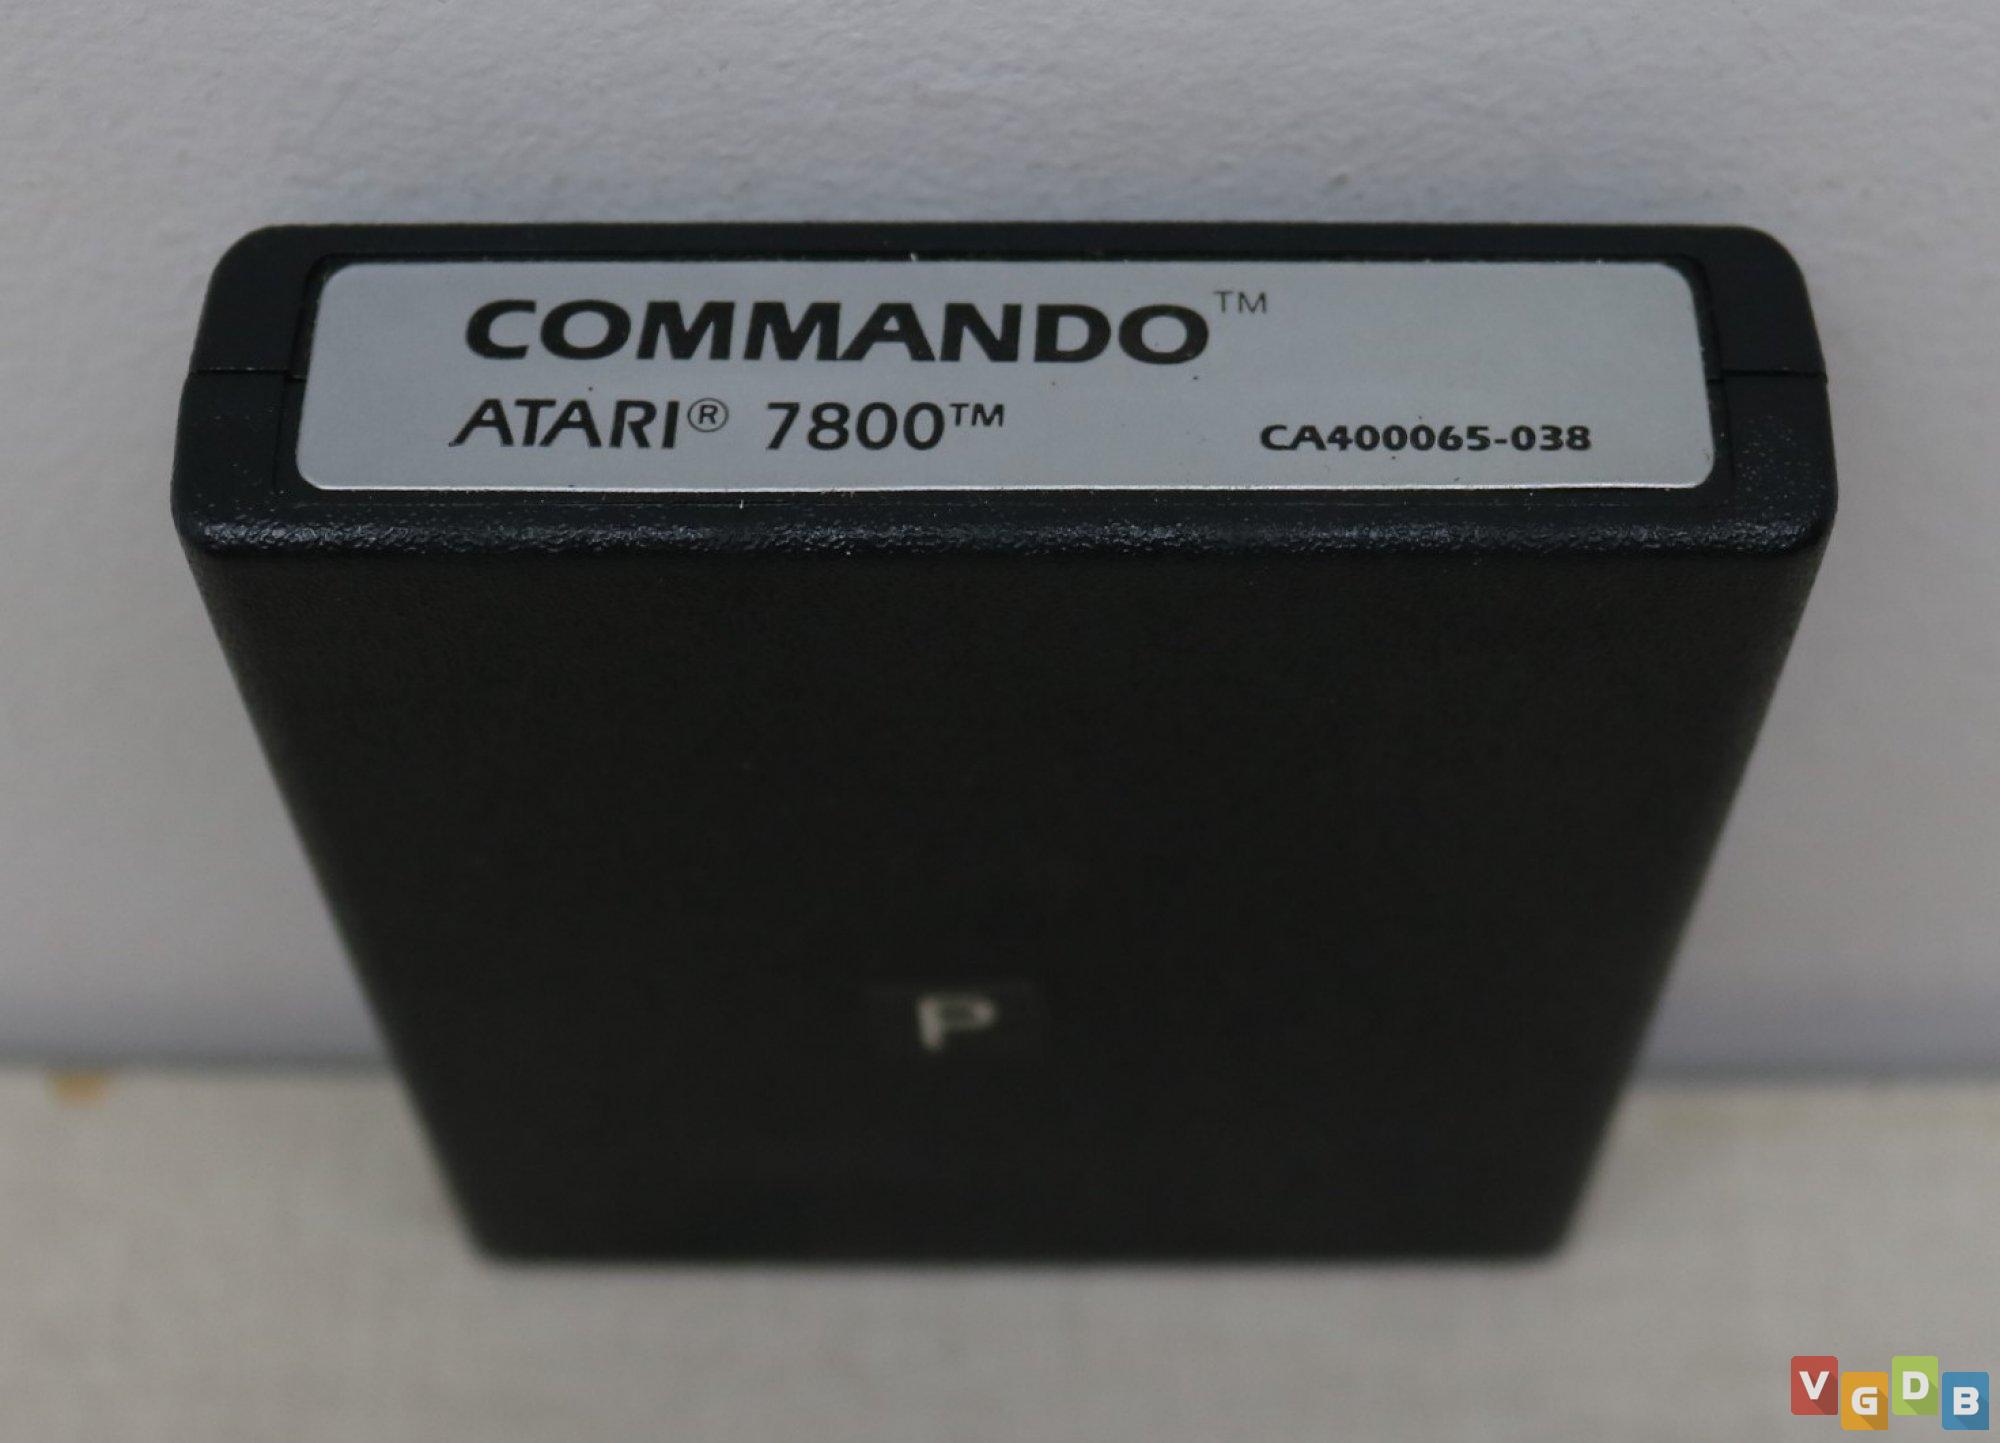 COMMANDO™
ATARI® 7800™
CA400065-038
P
VGDB